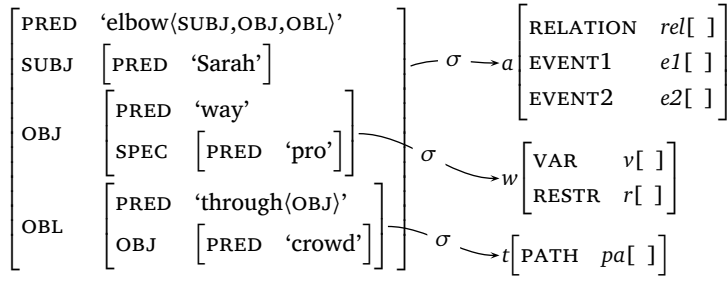 PRED ‘elbow⟨SUBJ,OBJ,OBL⟩’
SUBJ [PRED ‘Sarah’]
OBJ [PRED ‘way’
SPEC [PRED ‘pro’]]
OBL [PRED ‘through⟨OBJ⟩’
OBJ [PRED ‘crowd’]]
σ
a [RELATION rel[ ]
EVENT1 e1[ ]
EVENT2 e2[ ]]
σ
w [VAR v[ ]
RESTR r[ ]]
σ
t [PATH pa[ ]]